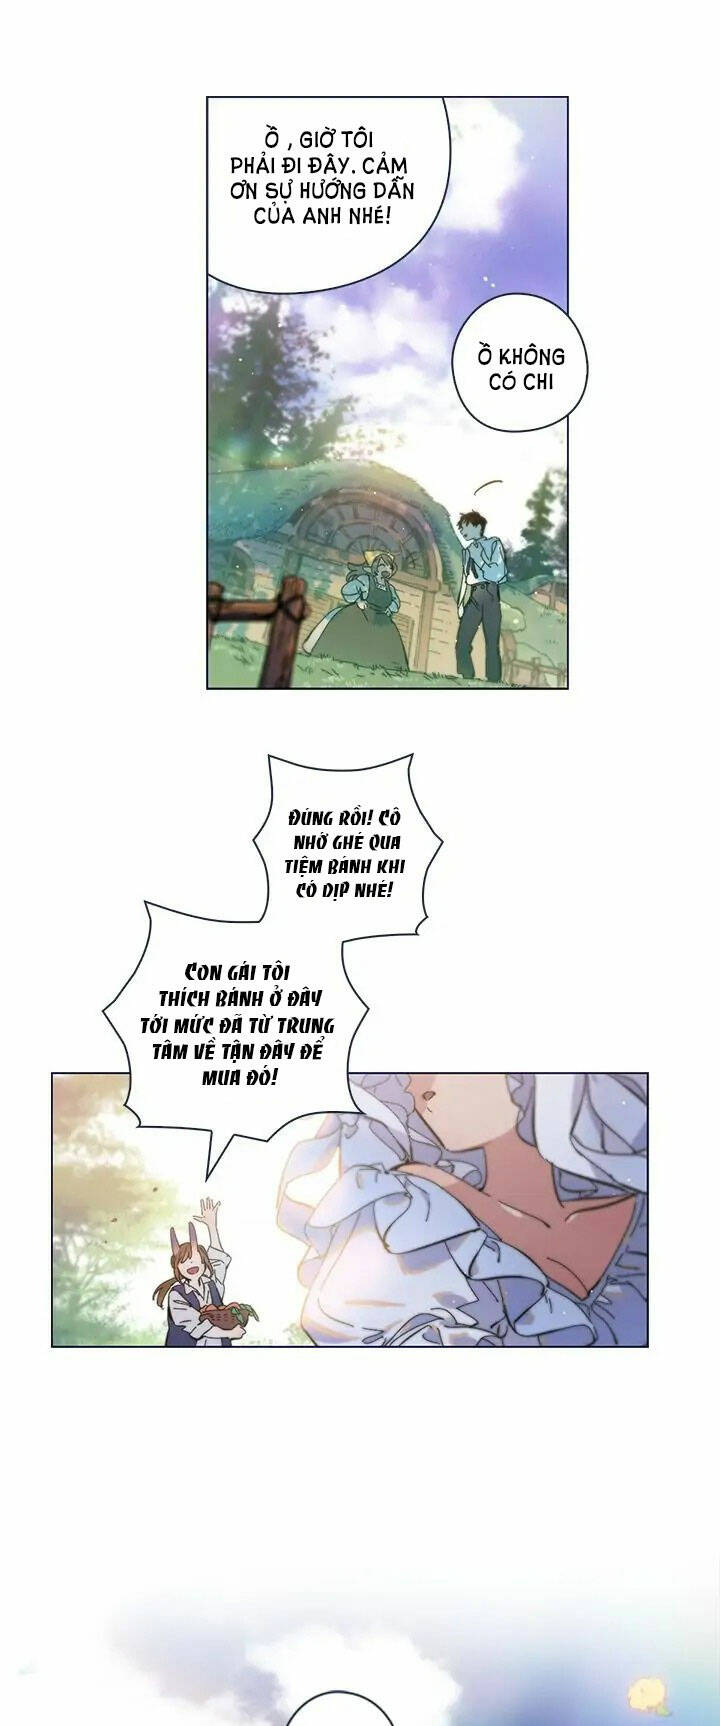 Ồ , GIỜ TÔI
PHẢI ĐI ĐÂY. CẢM
ƠN SỰ HƯỚNG DẪN
CỦA ANH NHÉ!
Ồ KHÔNG
CÓ CHI
ĐÚNG RỒI! CÔ
NHỚ GHÉ QUA
TIỆM BÁNH KHI
CÓ DỊP NHÉ!
CON GÁI TÔI
THÍCH BÁNH Ở ĐÂY
TỚI MỨC ĐÃ TỪ TRUNG
TÂM VỀ TẬN ĐÂY ĐỂ
MUA ĐÓ!